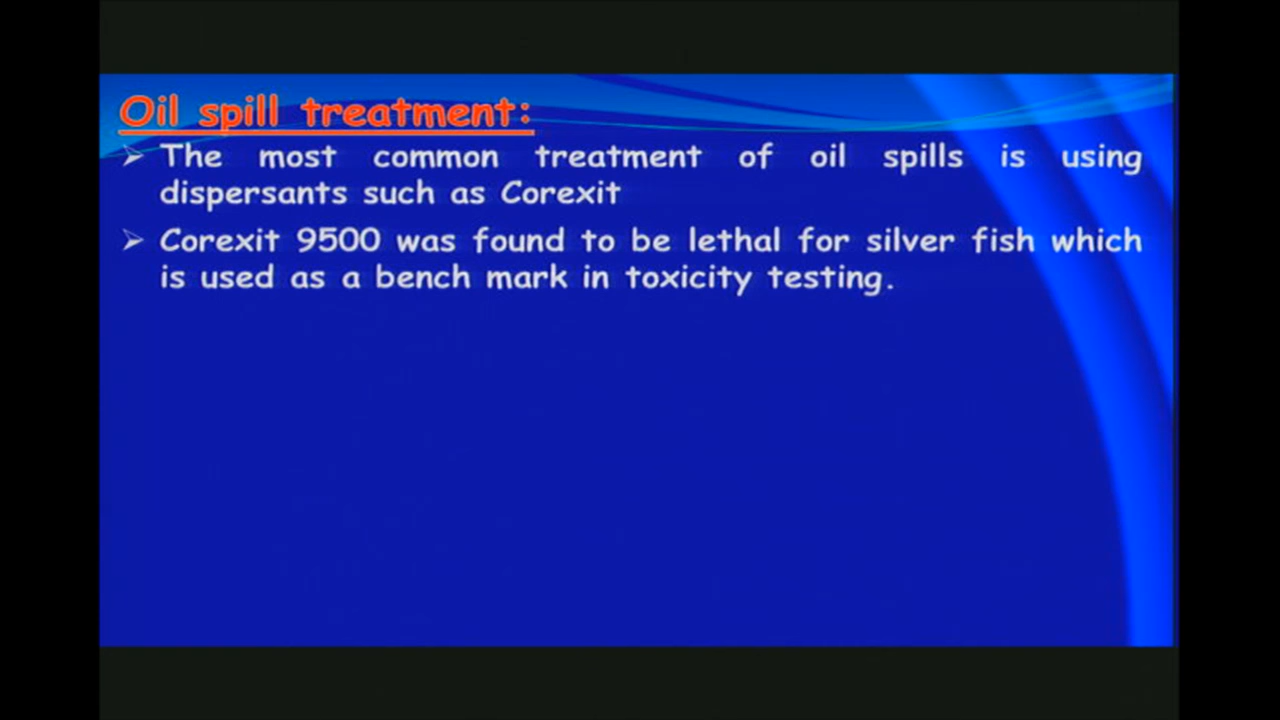 Oil spill treatment:
➢ The most common treatment of oil spills is using
dispersants such as Corexit
➢ Corexit 9500 was found to be lethal for silver fish which
is used as a bench mark in toxicity testing.